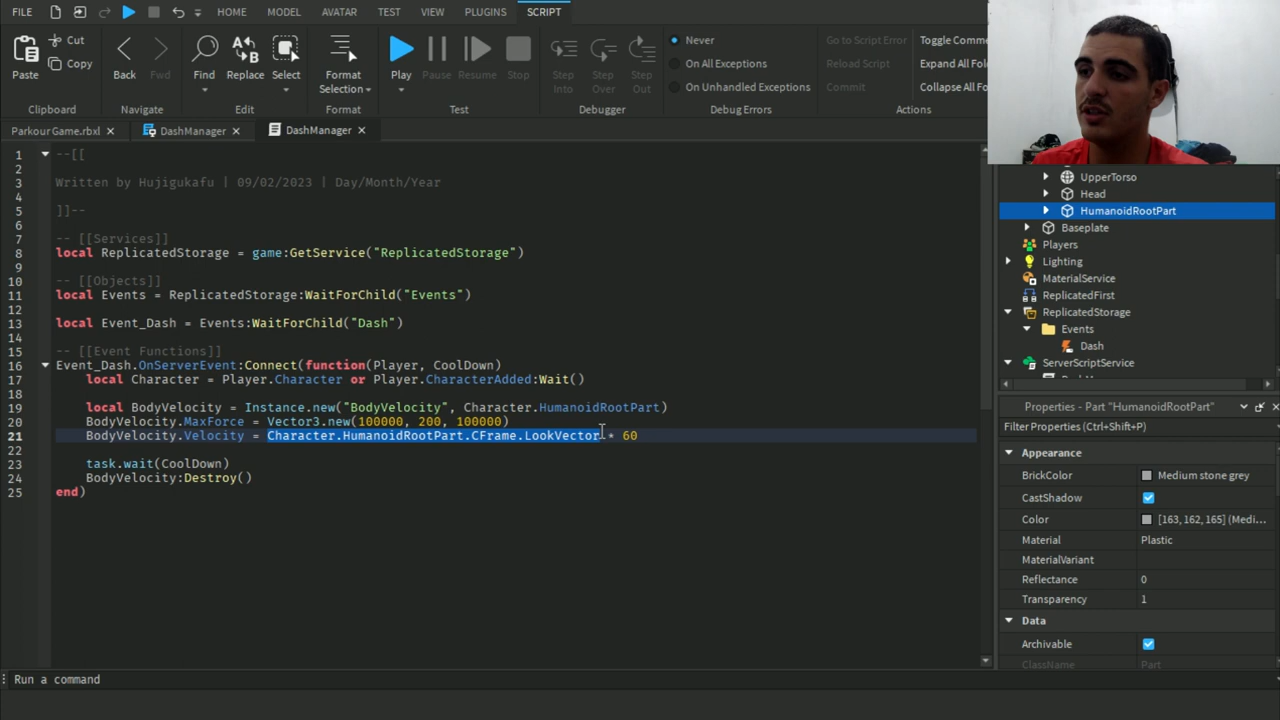 FILE HOME MODEL AVATAR TEST VIEW PLUGINS SCRIPT
Paste Cut Copy
Clipboard
Back Fwd
Navigate
Find Replace Select
Edit
Format Selection
Format
Play Pause Resume Stop
Test
Step Into Step Over Step Out
Debugger
Never
On All Exceptions
On Unhandled Exceptions
Debug Errors
Go to Script Error
Reload Script
Commit
Toggle Comme
Expand All Fol
Collapse All Fo
Actions
Parkour Game.rbxl DashManager DashManager
1 --[[
2
3 Written by Hujigukafu | 09/02/2023 | Day/Month/Year
4
5 ]]--
6
7 -- [[Services]]
8 local ReplicatedStorage = game:GetService("ReplicatedStorage")
9
10 -- [[Objects]]
11 local Events = ReplicatedStorage:WaitForChild("Events")
12
13 local Event_Dash = Events:WaitForChild("Dash")
14
15 -- [[Event Functions]]
16 Event_Dash.OnServerEvent:Connect(function(Player, CoolDown)
17 local Character = Player.Character or Player.CharacterAdded:Wait()
18
19 local BodyVelocity = Instance.new("BodyVelocity", Character.HumanoidRootPart)
20 BodyVelocity.MaxForce = Vector3.new(100000, 200, 100000)
21 BodyVelocity.Velocity = Character.HumanoidRootPart.CFrame.LookVector * 60
22
23 task.wait(CoolDown)
24 BodyVelocity:Destroy()
25 end)
UpperTorso
Head
HumanoidRootPart
Baseplate
Players
Lighting
MaterialService
ReplicatedFirst
ReplicatedStorage
Events
Dash
ServerScriptService
Properties - Part "HumanoidRootPart"
Filter Properties (Ctrl+Shift+P)
Appearance
BrickColor Medium stone grey
CastShadow
Color [163, 162, 165] (Medi...
Material Plastic
MaterialVariant
Reflectance 0
Transparency 1
Data
Archivable
ClassName Part
Run a command